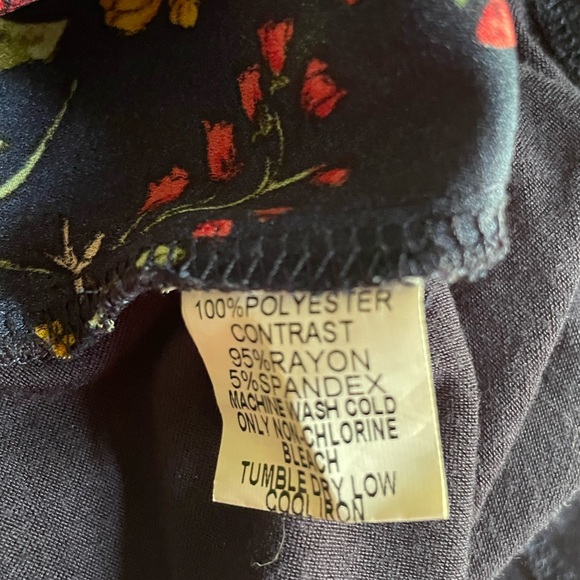 100%POLYESTER
CONTRAST
95%RAYON
5%SPANDEX
MACHINE WASH COLD
ONLY NON-CHLORINE
BLEACH
TUMBLE DRY LOW
COOL IRON